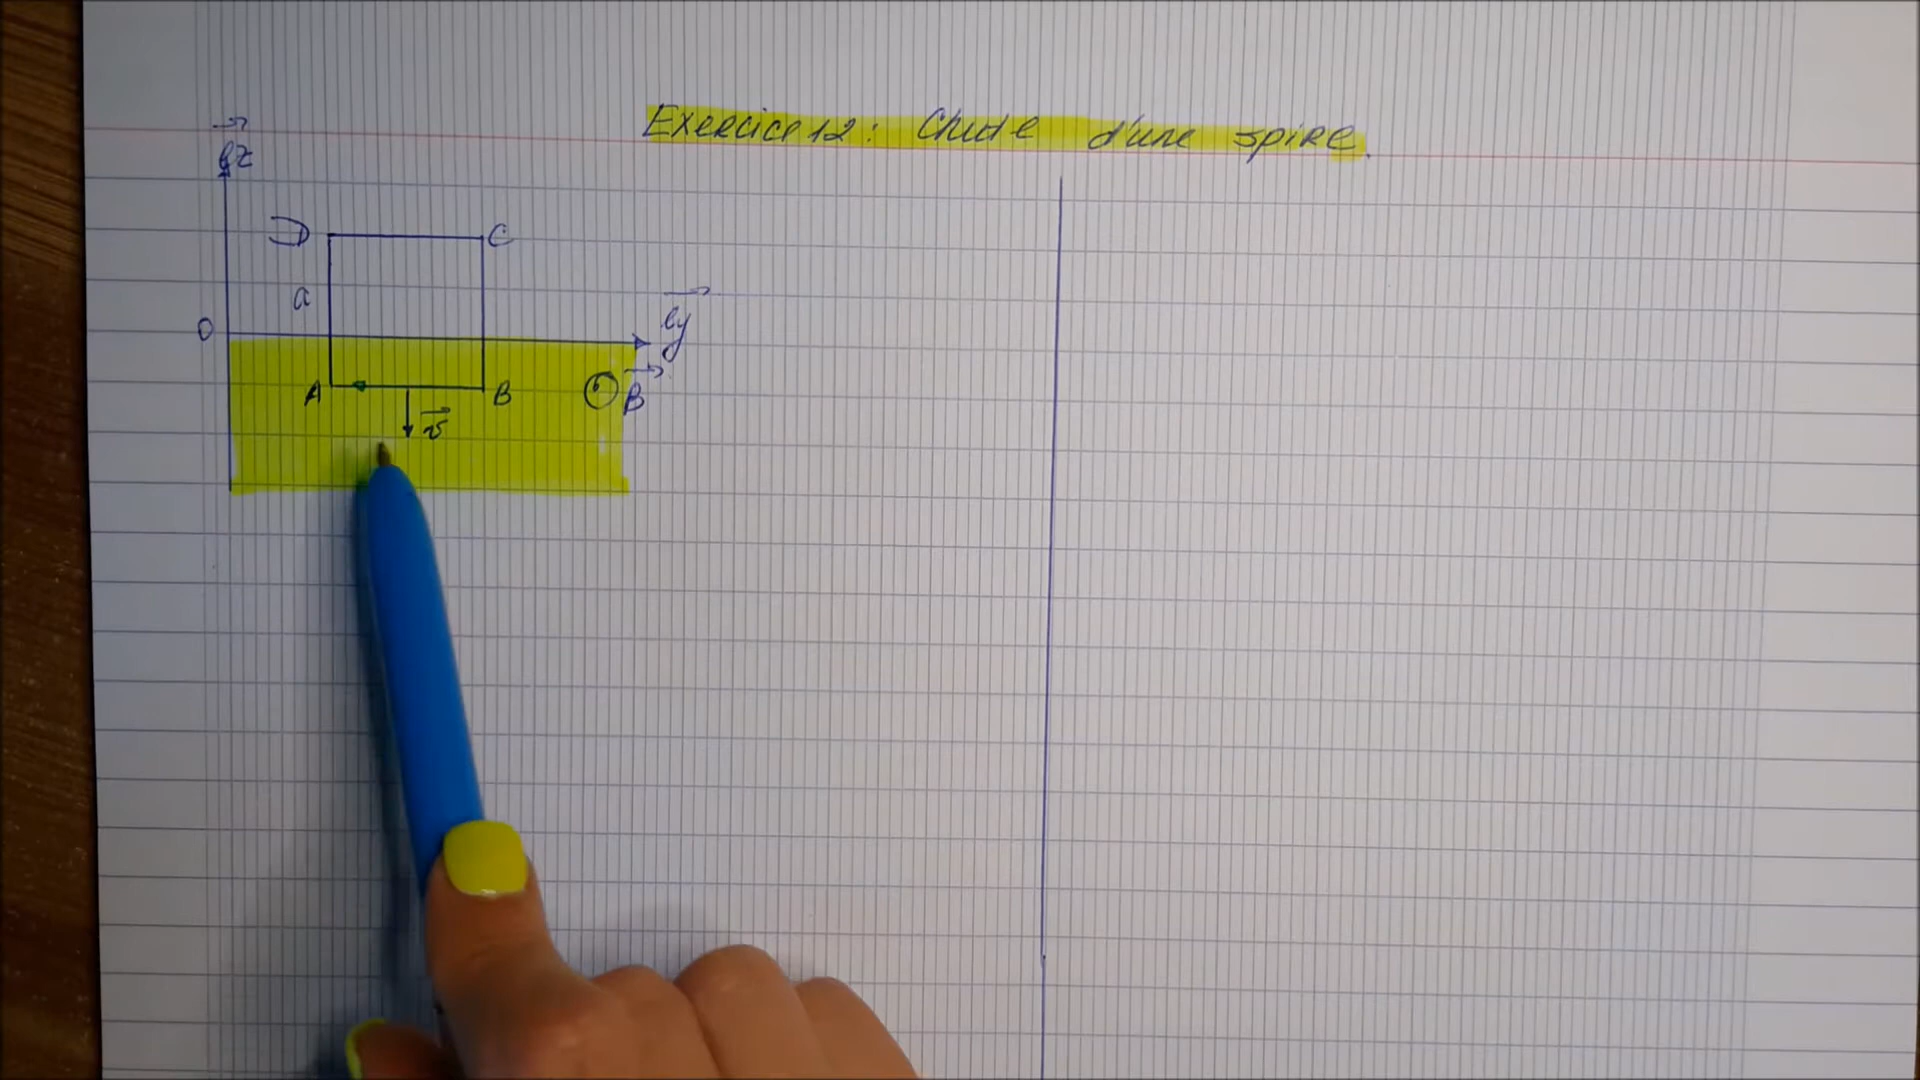 Exercice 12 : Chute d'une spire.
ez
D C
a
O ey
A B B
v